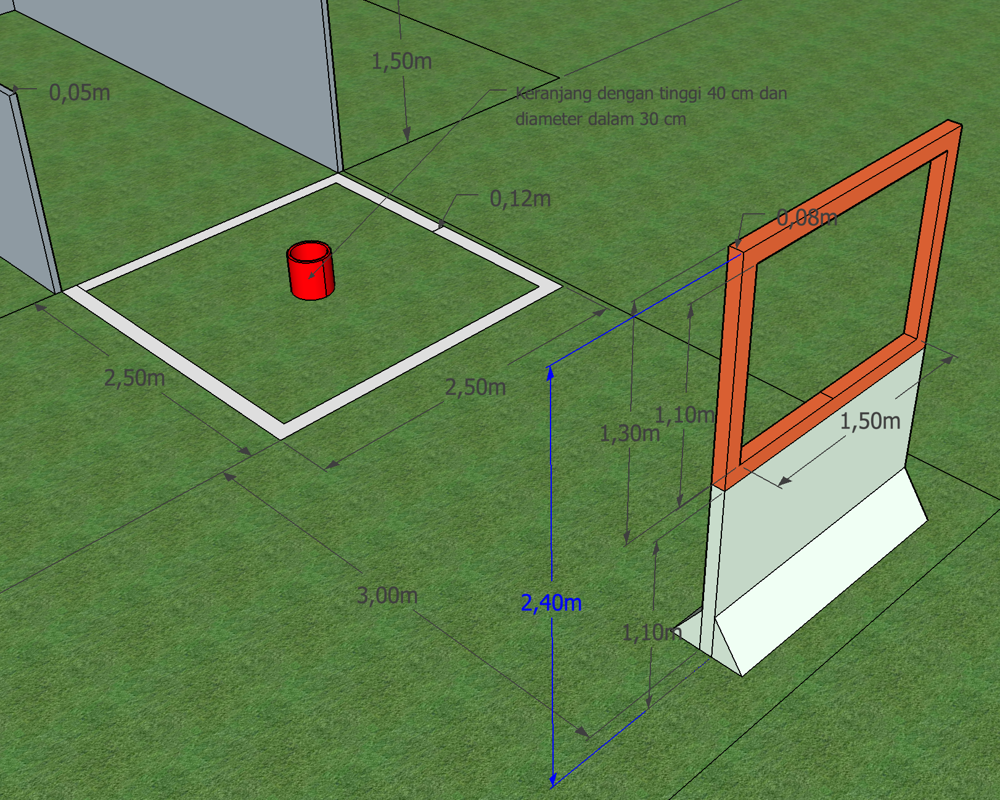 1,50m
0,05m
Keranjang dengan tinggi 40 cm dan
diameter dalam 30 cm
0,12m
0,08m
2,50m
2,50m
1,10m
1,30m
1,50m
3,00m
2,40m
1,10m